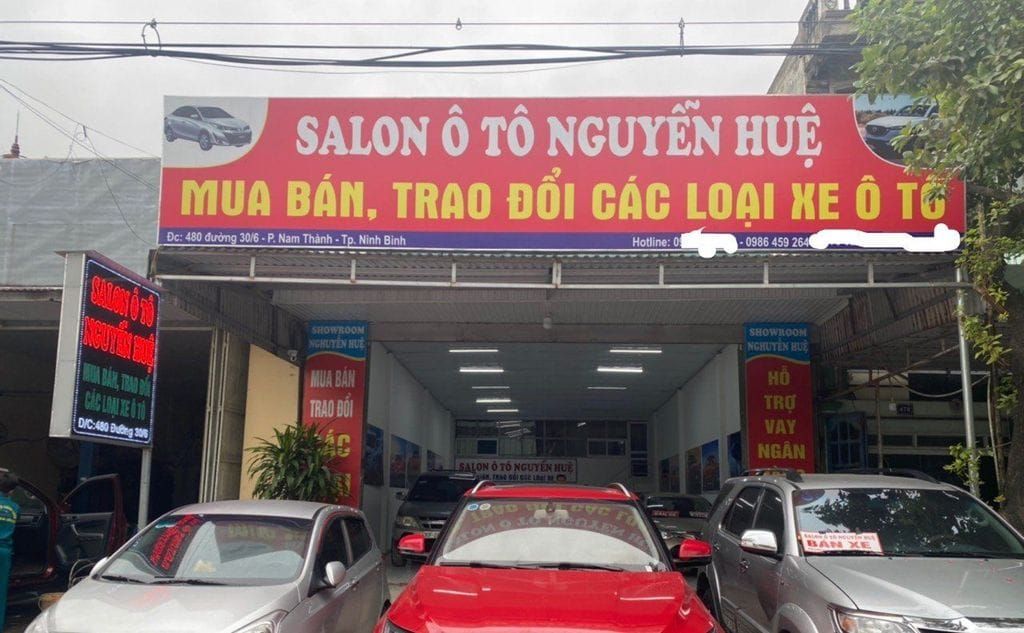 SALON Ô TÔ NGUYỄN HUỆ
MUA BÁN, TRAO ĐỔI CÁC LOẠI XE Ô TÔ
Đc: 480 đường 30/6 - P. Nam Thành - Tp. Ninh Bình
Hotline: 09 - 0986 459 264
SALON Ô TÔ
NGUYỄN HUỆ
MUA BÁN, TRAO ĐỔI
CÁC LOẠI XE Ô TÔ
Đ/C:480 Đường 30/6
SHOWROOM
NGUYỄN HUỆ
MUA BÁN
TRAO ĐỔI
CÁC
SHOWROOM
NGUYỄN HUỆ
HỖ
TRỢ
VAY
NGÂN
SALON Ô TÔ NGUYỄN HUỆ
SALON Ô TÔ NGUYỄN HUỆ
BÁN XE